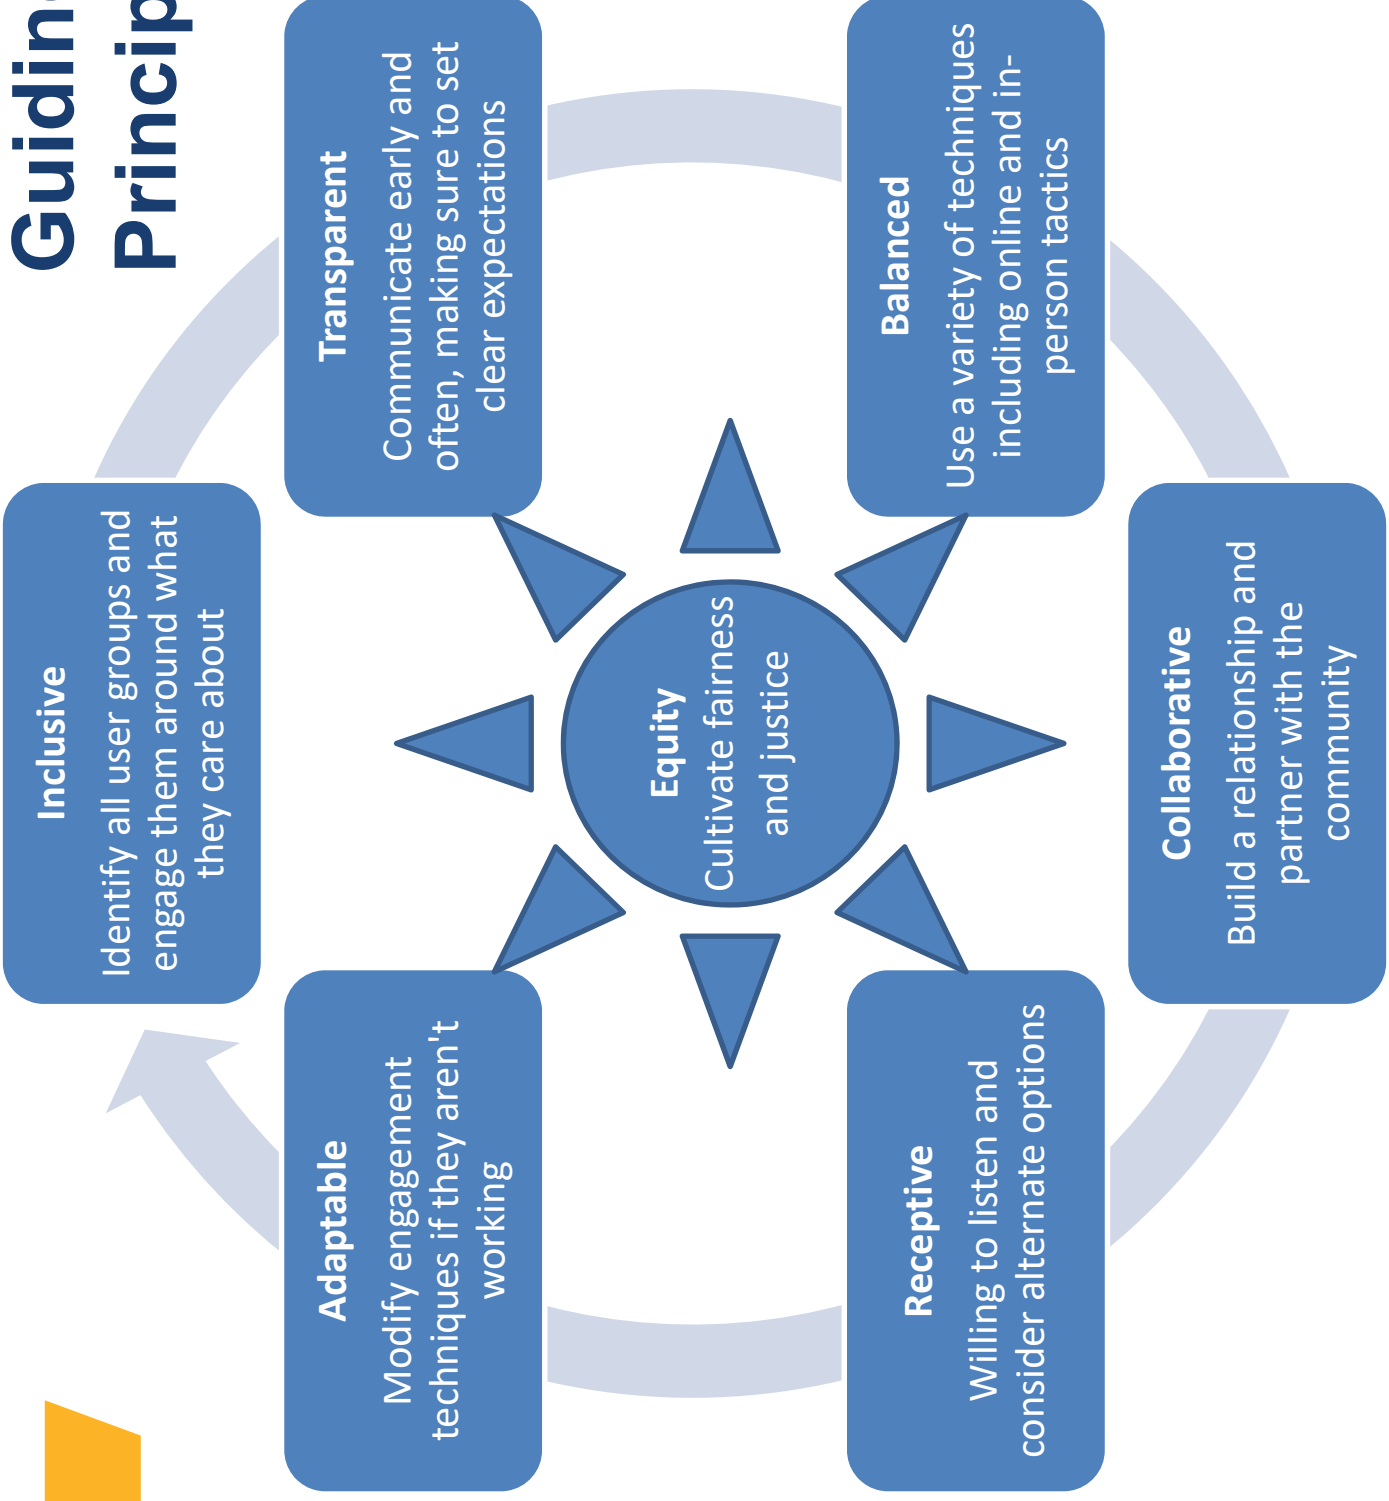 Guiding
Princip
Inclusive
Identify all user groups and
engage them around what
they care about
Transparent
Communicate early and
often, making sure to set
clear expectations
Balanced
Use a variety of techniques
including online and in-
person tactics
Collaborative
Build a relationship and
partner with the
community
Receptive
Willing to listen and
consider alternate options
Adaptable
Modify engagement
techniques if they aren't
working
Equity
Cultivate fairness
and justice